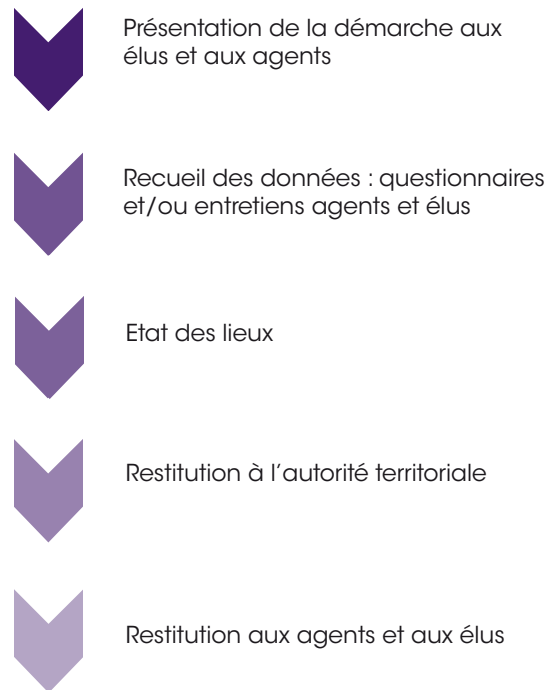 Présentation de la démarche aux
élus et aux agents
Recueil des données : questionnaires
et/ou entretiens agents et élus
Etat des lieux
Restitution à l'autorité territoriale
Restitution aux agents et aux élus